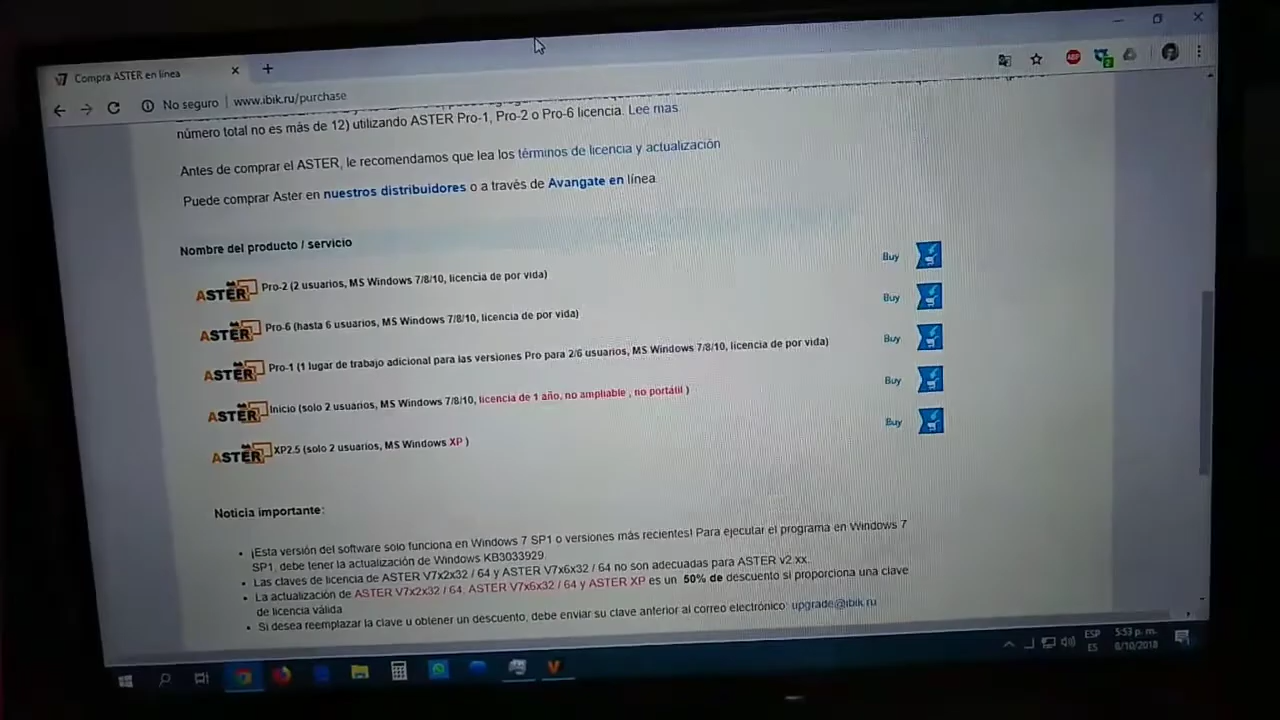 Compra ASTER en línea
No seguro | www.ibik.ru/purchase
ABP
2
número total no es más de 12) utilizando ASTER Pro-1, Pro-2 o Pro-6 licencia. Lee mas.
Antes de comprar el ASTER, le recomendamos que lea los términos de licencia y actualización
Puede comprar Aster en nuestros distribuidores o a través de Avangate en línea.
Nombre del producto / servicio
ASTER Pro-2 (2 usuarios, MS Windows 7/8/10, licencia de por vida) Buy
ASTER Pro-6 (hasta 6 usuarios, MS Windows 7/8/10, licencia de por vida) Buy
ASTER Pro-1 (1 lugar de trabajo adicional para las versiones Pro para 2/6 usuarios, MS Windows 7/8/10, licencia de por vida) Buy
ASTER Inicio (solo 2 usuarios, MS Windows 7/8/10, licencia de 1 año, no ampliable , no portátil ) Buy
ASTER XP2.5 (solo 2 usuarios, MS Windows XP ) Buy
Noticia importante:
• ¡Esta versión del software solo funciona en Windows 7 SP1 o versiones más recientes! Para ejecutar el programa en Windows 7
SP1, debe tener la actualización de Windows KB3033929.
• Las claves de licencia de ASTER V7x2x32 / 64 y ASTER V7x6x32 / 64 no son adecuadas para ASTER v2.xx.
• La actualización de ASTER V7x2x32 / 64, ASTER V7x6x32 / 64 y ASTER XP es un 50% de descuento si proporciona una clave
de licencia válida.
• Si desea reemplazar la clave u obtener un descuento, debe enviar su clave anterior al correo electrónico: upgrade@ibik.ru
ESP
ES
5:53 p. m.
6/10/2018